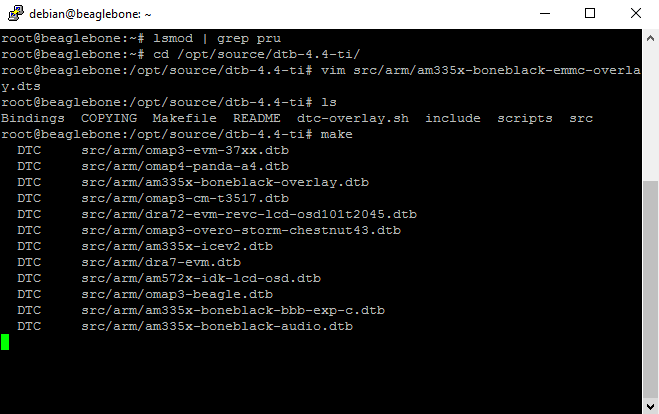 debian@beaglebone: ~
root@beaglebone:~# lsmod | grep pru
root@beaglebone:~# cd /opt/source/dtb-4.4-ti/
root@beaglebone:/opt/source/dtb-4.4-ti# vim src/arm/am335x-boneblack-emmc-overla
y.dts
root@beaglebone:/opt/source/dtb-4.4-ti# ls
Bindings  COPYING  Makefile  README  dtc-overlay.sh  include  scripts  src
root@beaglebone:/opt/source/dtb-4.4-ti# make
  DTC     src/arm/omap3-evm-37xx.dtb
  DTC     src/arm/omap4-panda-a4.dtb
  DTC     src/arm/am335x-boneblack-overlay.dtb
  DTC     src/arm/omap3-cm-t3517.dtb
  DTC     src/arm/dra72-evm-revc-lcd-osd101t2045.dtb
  DTC     src/arm/omap3-overo-storm-chestnut43.dtb
  DTC     src/arm/am335x-icev2.dtb
  DTC     src/arm/dra7-evm.dtb
  DTC     src/arm/am572x-idk-lcd-osd.dtb
  DTC     src/arm/omap3-beagle.dtb
  DTC     src/arm/am335x-boneblack-bbb-exp-c.dtb
  DTC     src/arm/am335x-boneblack-audio.dtb